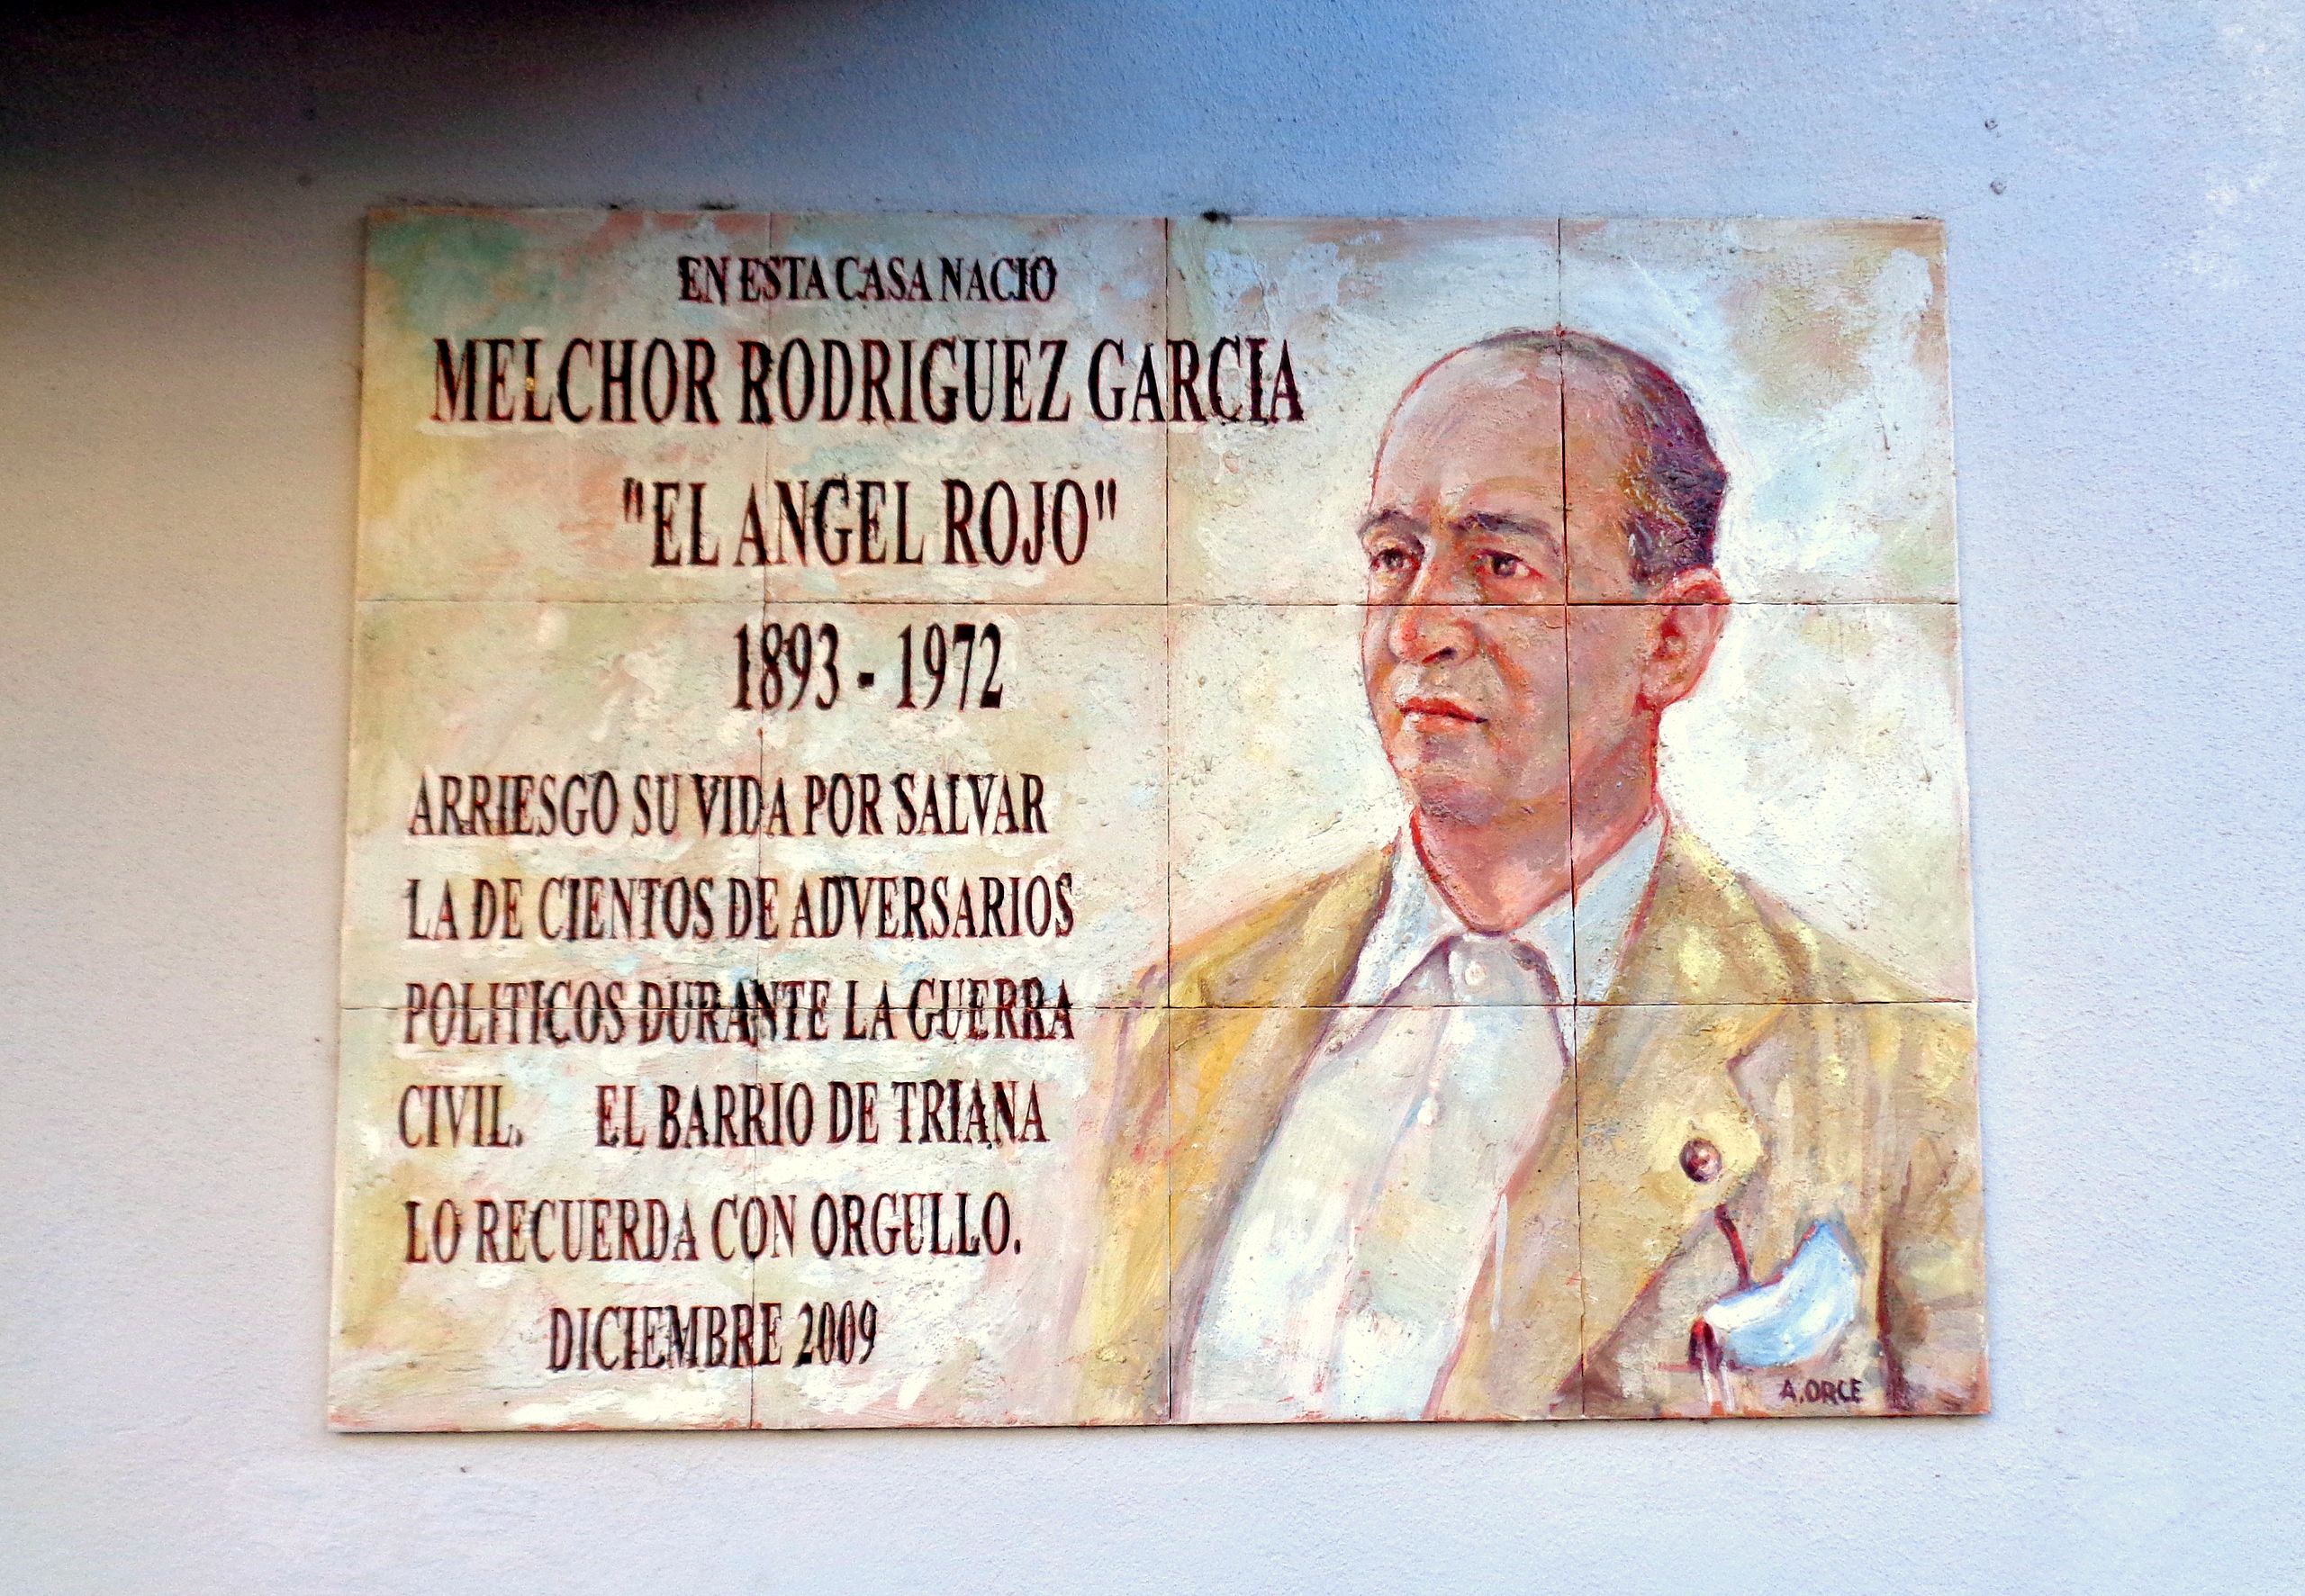 EN ESTA CASA NACIO
MELCHOR RODRIGUEZ GARCIA
"EL ANGEL ROJO"
1893 - 1972
ARRIESGO SU VIDA POR SALVAR
LA DE CIENTOS DE ADVERSARIOS
POLITICOS DURANTE LA GUERRA
CIVIL. EL BARRIO DE TRIANA
LO RECUERDA CON ORGULLO.
DICIEMBRE 2009
A. ORCE